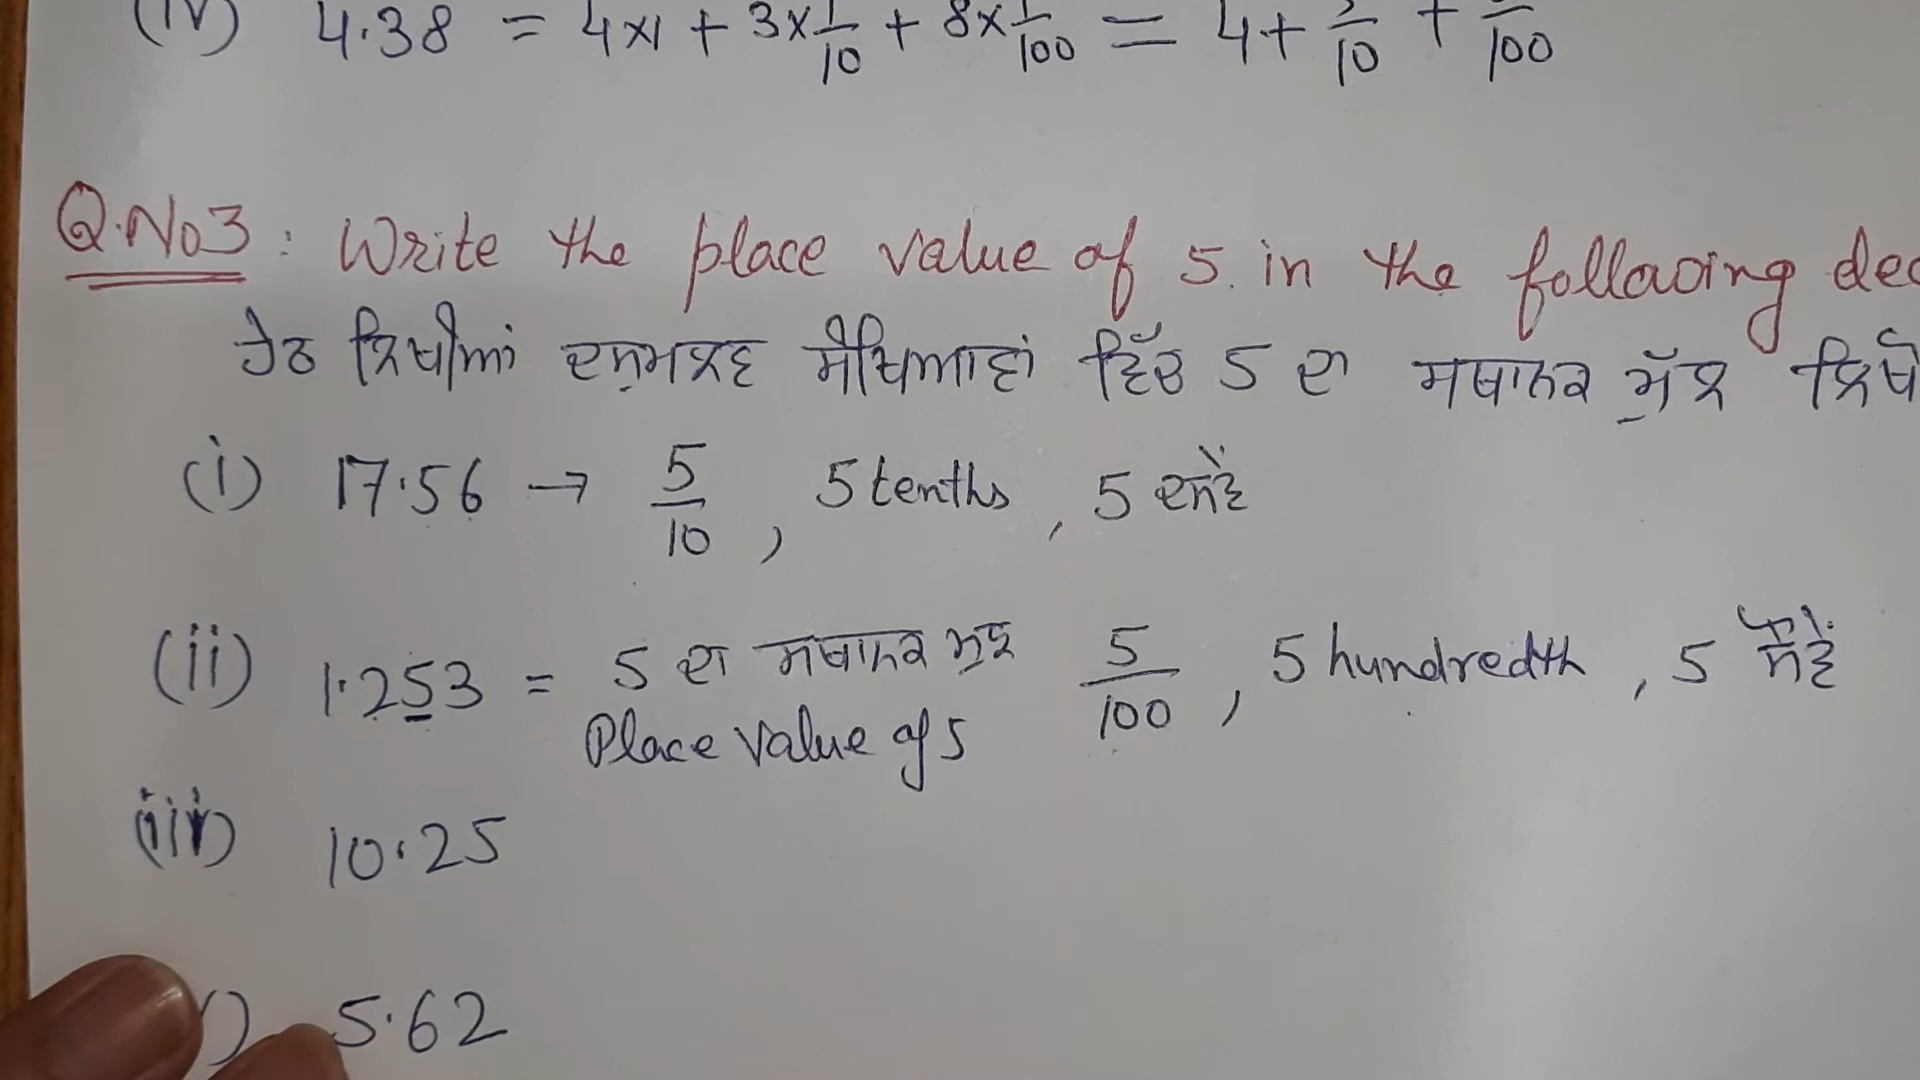 (iv) 4.38 = 4×1 + 3×1/10 + 8×1/100 = 4 + 3/10 + 8/100
Q.No3: Write the place value of 5 in the following dec
ਹੇਠ ਲਿਖੀਆਂ ਦਸ਼ਮਲਵ ਸੰਖਿਆਵਾਂ ਵਿੱਚ 5 ਦਾ ਸਥਾਨਕ ਮੁੱਲ ਲਿਖੋ
(i) 17.56 → 5/10, 5 tenths, 5 ਦਸਵੇਂ
(ii) 1.253 = 5 ਦਾ ਸਥਾਨਕ ਮੁਲ 5/100, 5 hundredth, 5
Place Value of 5
(iii) 10.25
5.62